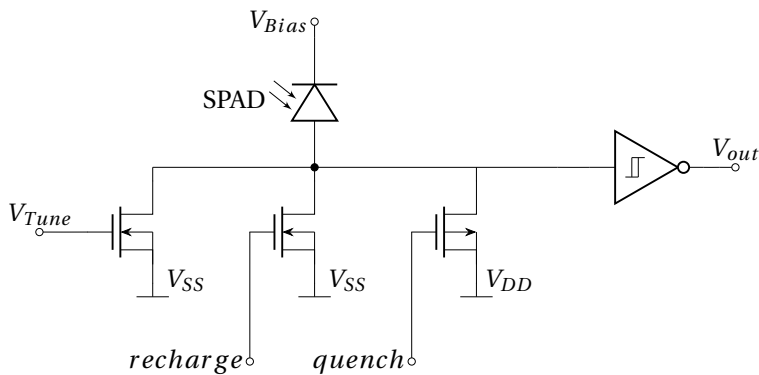 V_Bias
SPAD
V_out
V_Tune
V_SS
V_SS
V_DD
recharge
quench